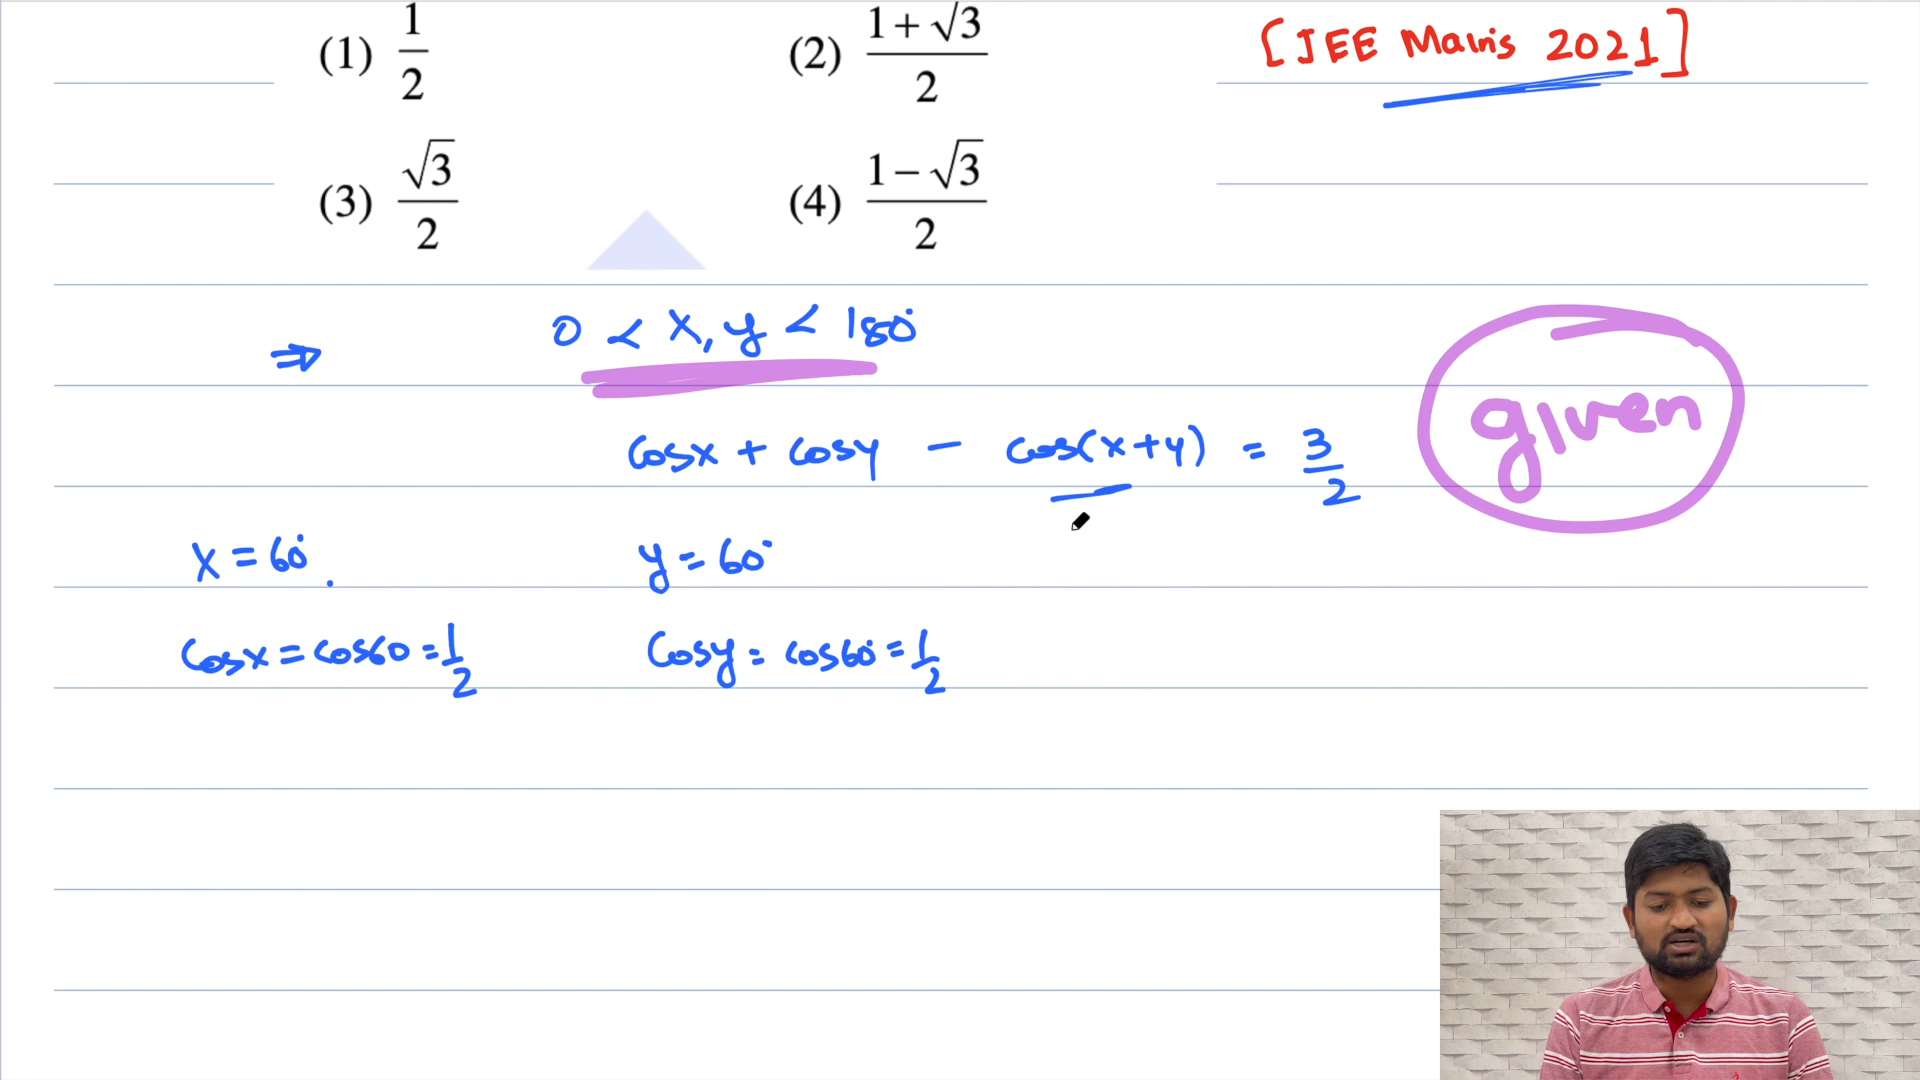 (1) 1/2 (2) (1+√3)/2 [JEE Mains 2021]
(3) √3/2 (4) (1−√3)/2
⇒ 0 < x, y < 180°
cosx + cosy − cos(x+y) = 3/2 given
x = 60° y = 60°
Cosx = cos60 = 1/2 Cosy = cos60° = 1/2